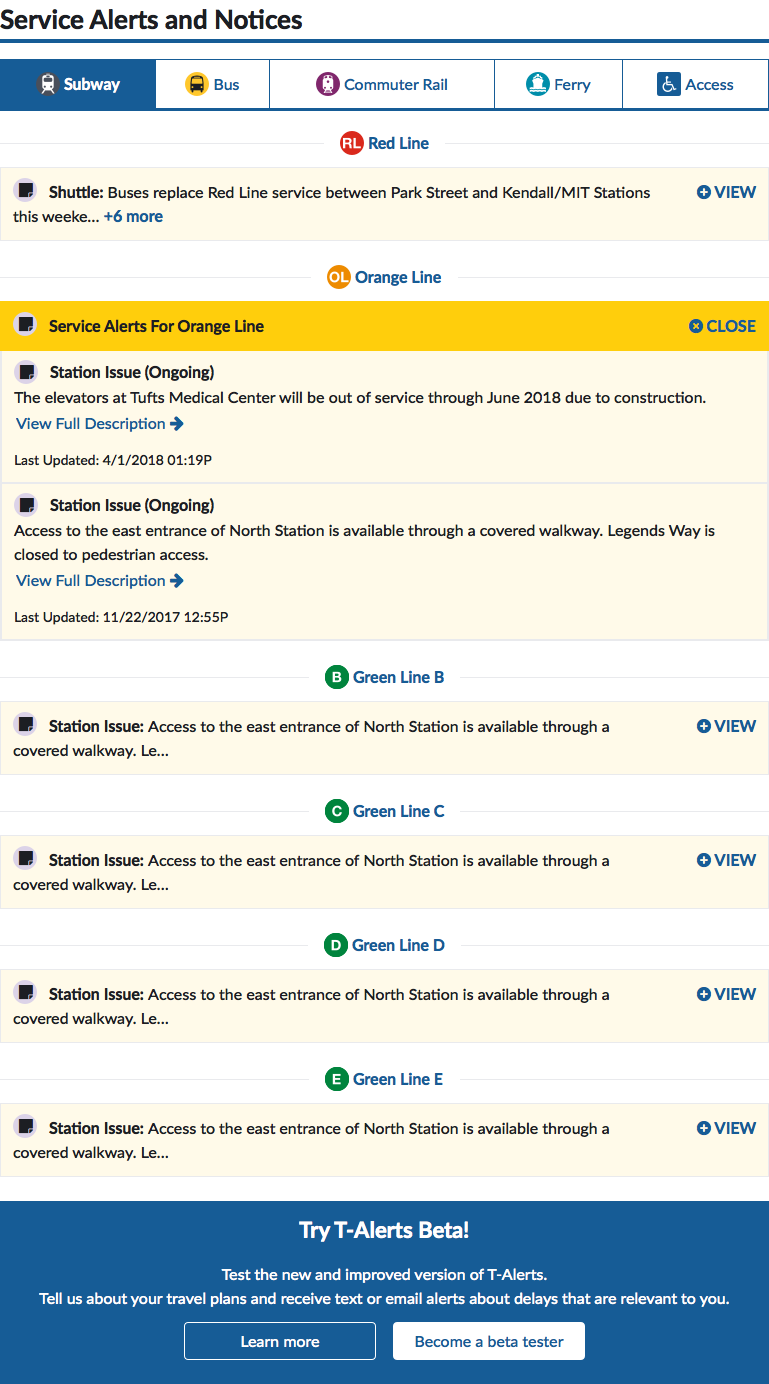 Service Alerts and Notices
Subway
Bus
Commuter Rail
Ferry
Access
RL Red Line
Shuttle: Buses replace Red Line service between Park Street and Kendall/MIT Stations
this weeke... +6 more
VIEW
OL Orange Line
Service Alerts For Orange Line
CLOSE
Station Issue (Ongoing)
The elevators at Tufts Medical Center will be out of service through June 2018 due to construction.
View Full Description
Last Updated: 4/1/2018 01:19P
Station Issue (Ongoing)
Access to the east entrance of North Station is available through a covered walkway. Legends Way is
closed to pedestrian access.
View Full Description
Last Updated: 11/22/2017 12:55P
B Green Line B
Station Issue: Access to the east entrance of North Station is available through a
covered walkway. Le...
VIEW
C Green Line C
Station Issue: Access to the east entrance of North Station is available through a
covered walkway. Le...
VIEW
D Green Line D
Station Issue: Access to the east entrance of North Station is available through a
covered walkway. Le...
VIEW
E Green Line E
Station Issue: Access to the east entrance of North Station is available through a
covered walkway. Le...
VIEW
Try T-Alerts Beta!
Test the new and improved version of T-Alerts.
Tell us about your travel plans and receive text or email alerts about delays that are relevant to you.
Learn more
Become a beta tester